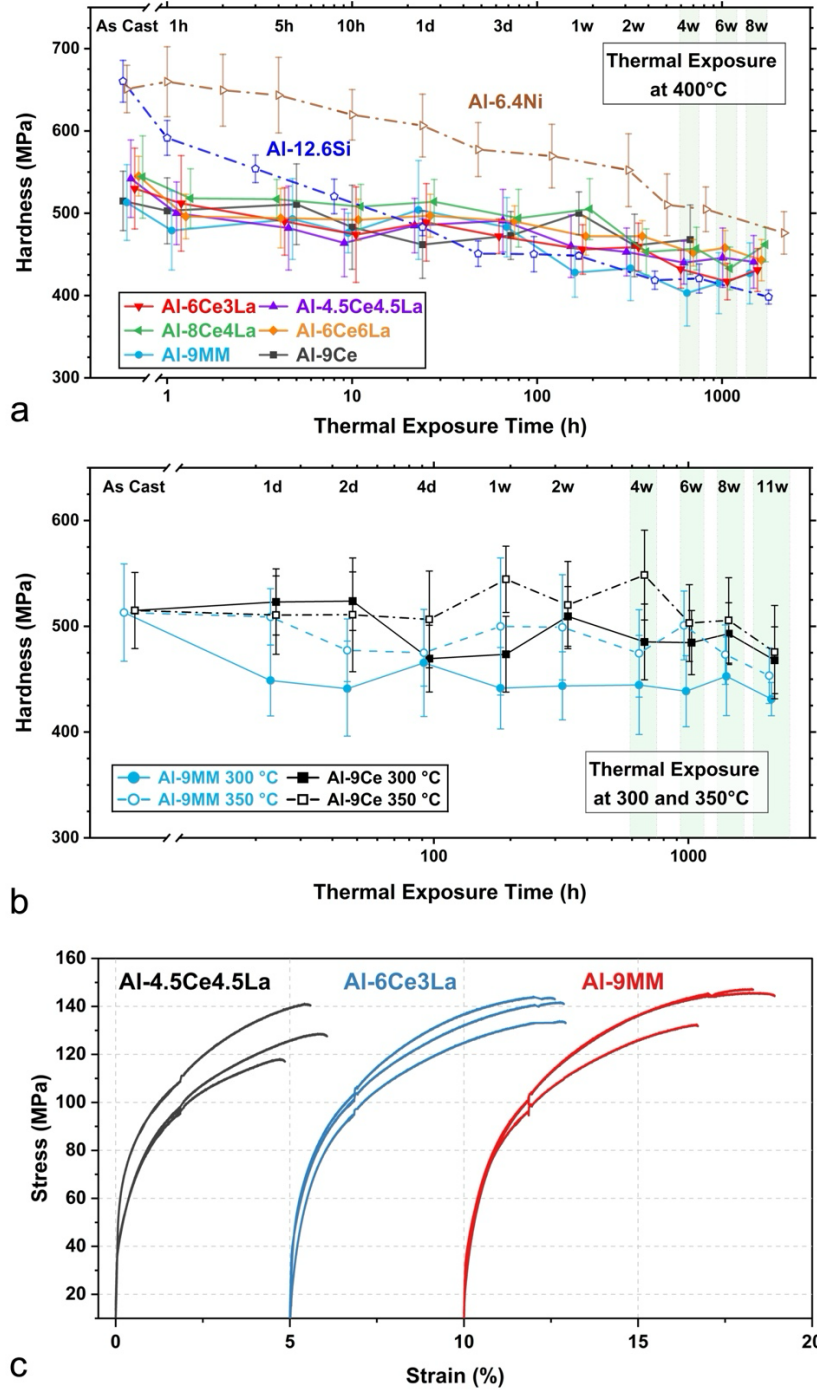 As Cast 1h 5h 10h 1d 3d 1w 2w 4w 6w 8w
700
600
500
400
300
Hardness (MPa)
Thermal Exposure
at 400°C
Al-6.4Ni
Al-12.6Si
Al-6Ce3La Al-4.5Ce4.5La
Al-8Ce4La Al-6Ce6La
Al-9MM Al-9Ce
1 10 100 1000
Thermal Exposure Time (h)
a
As Cast 1d 2d 4d 1w 2w 4w 6w 8w 11w
600
500
400
300
Hardness (MPa)
Al-9MM 300 °C Al-9Ce 300 °C
Al-9MM 350 °C Al-9Ce 350 °C
Thermal Exposure
at 300 and 350°C
100 1000
Thermal Exposure Time (h)
b
160
140
120
100
80
60
40
20
Stress (MPa)
Al-4.5Ce4.5La Al-6Ce3La Al-9MM
0 5 10 15 20
Strain (%)
c